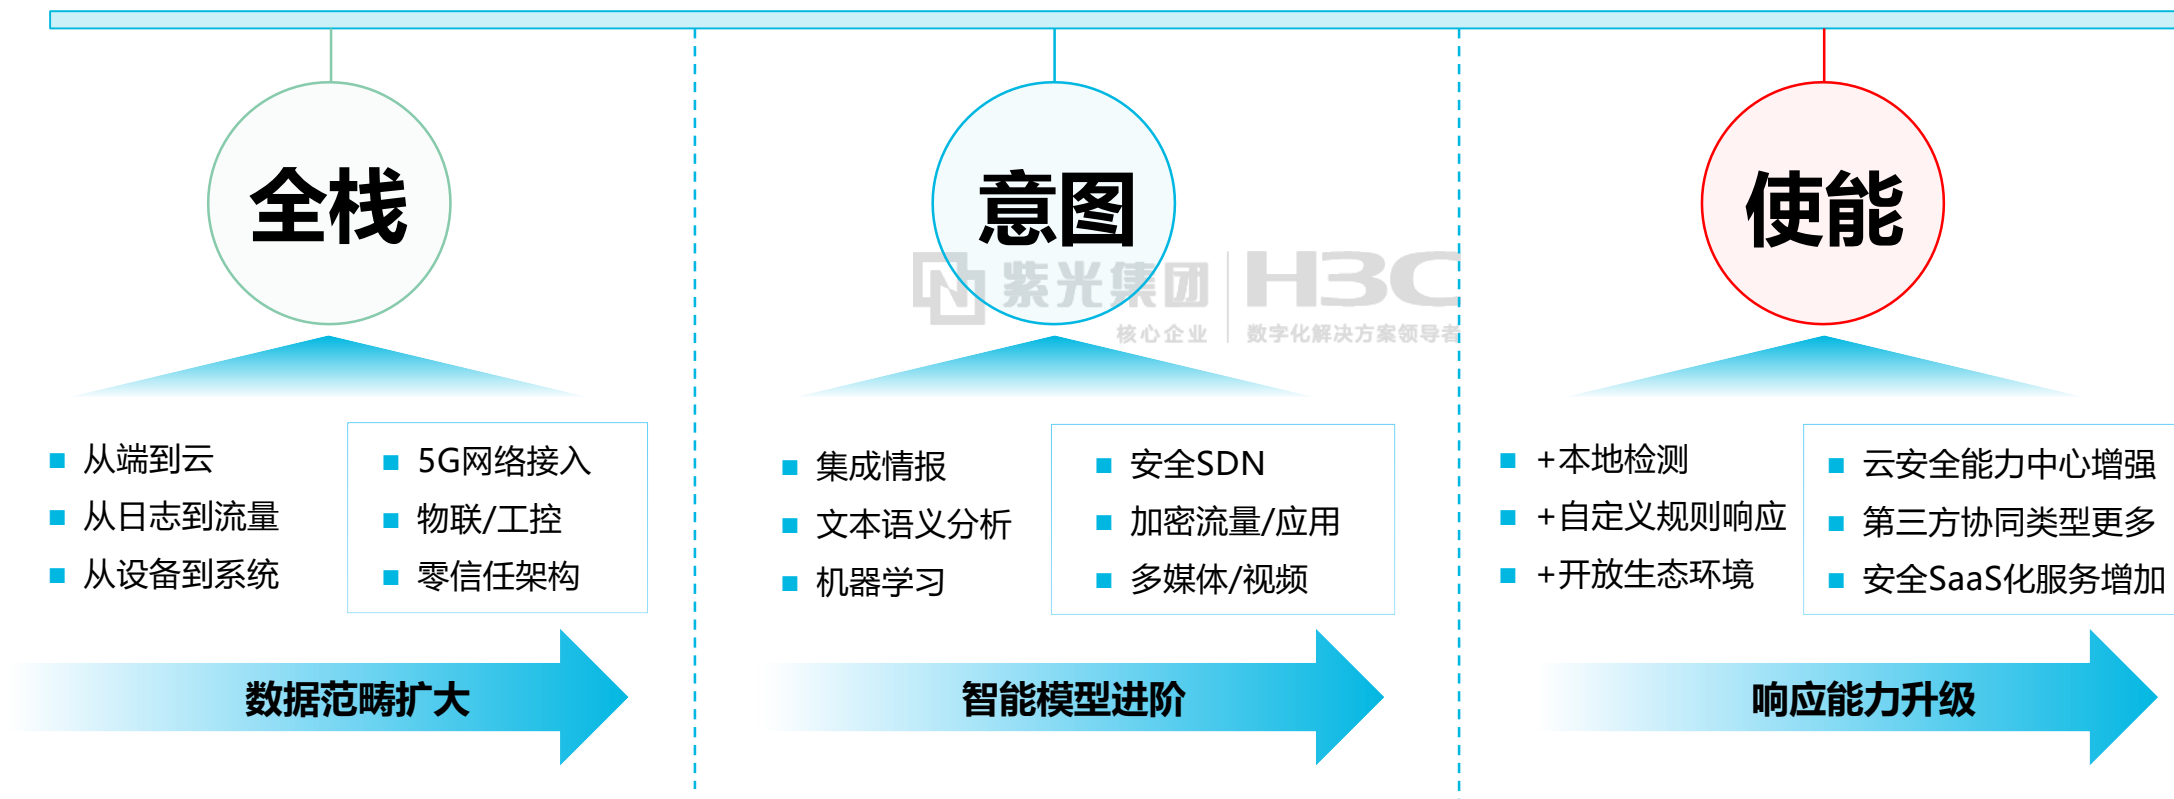 全栈
意图
使能
紫光集团
核心企业
H3C
数字化解决方案领导者
从端到云
从日志到流量
从设备到系统
5G网络接入
物联/工控
零信任架构
数据范畴扩大
集成情报
文本语义分析
机器学习
安全SDN
加密流量/应用
多媒体/视频
智能模型进阶
+本地检测
+自定义规则响应
+开放生态环境
云安全能力中心增强
第三方协同类型更多
安全SaaS化服务增加
响应能力升级